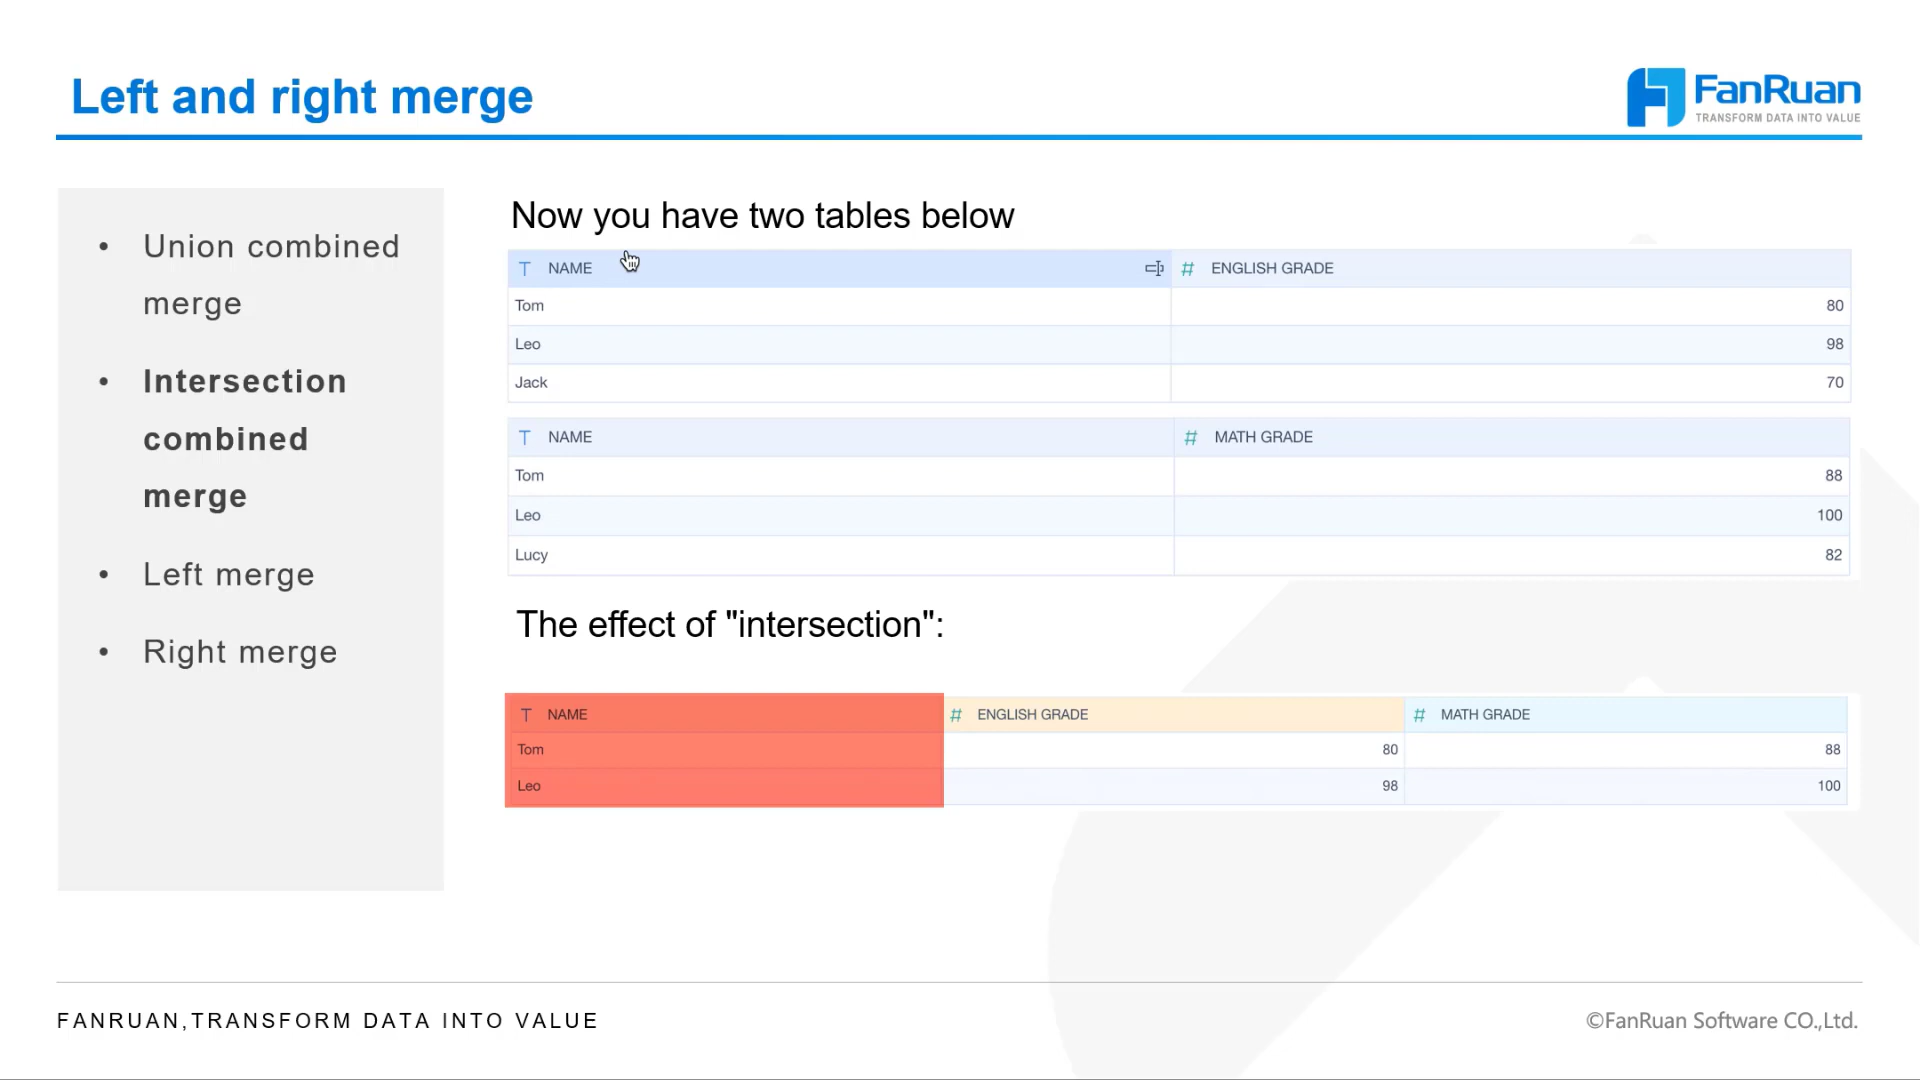 Left and right merge
FanRuan
TRANSFORM DATA INTO VALUE
• Union combined
merge
• Intersection
combined
merge
• Left merge
• Right merge
Now you have two tables below
T NAME # ENGLISH GRADE
Tom 80
Leo 98
Jack 70
T NAME # MATH GRADE
Tom 88
Leo 100
Lucy 82
The effect of "intersection":
T NAME # ENGLISH GRADE # MATH GRADE
Tom 80 88
Leo 98 100
FANRUAN,TRANSFORM DATA INTO VALUE
©FanRuan Software CO.,Ltd.